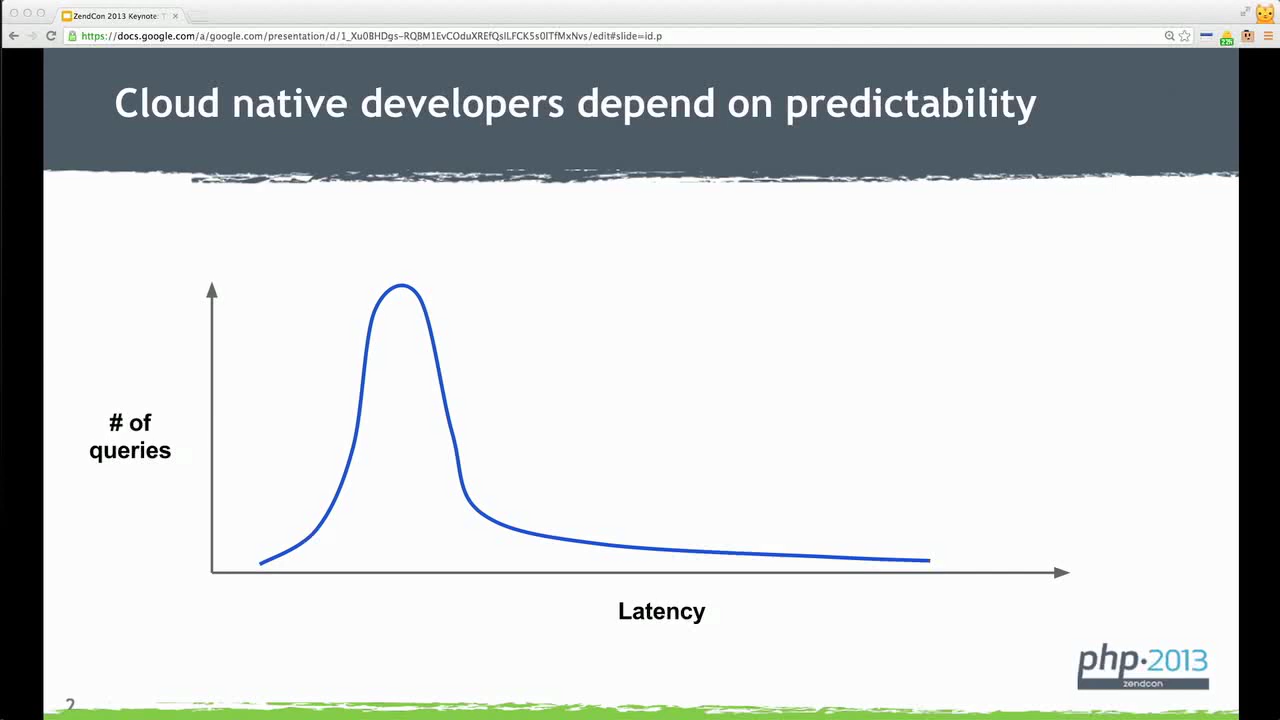 ZendCon 2013 Keynote: T
https://docs.google.com/a/google.com/presentation/d/1_Xu0BHDgs-RQBM1EvCOduXREfQsILFCK5s0ITfMxNvs/edit#slide=id.p
Cloud native developers depend on predictability
# of
queries
Latency
php·2013
zendcon
2